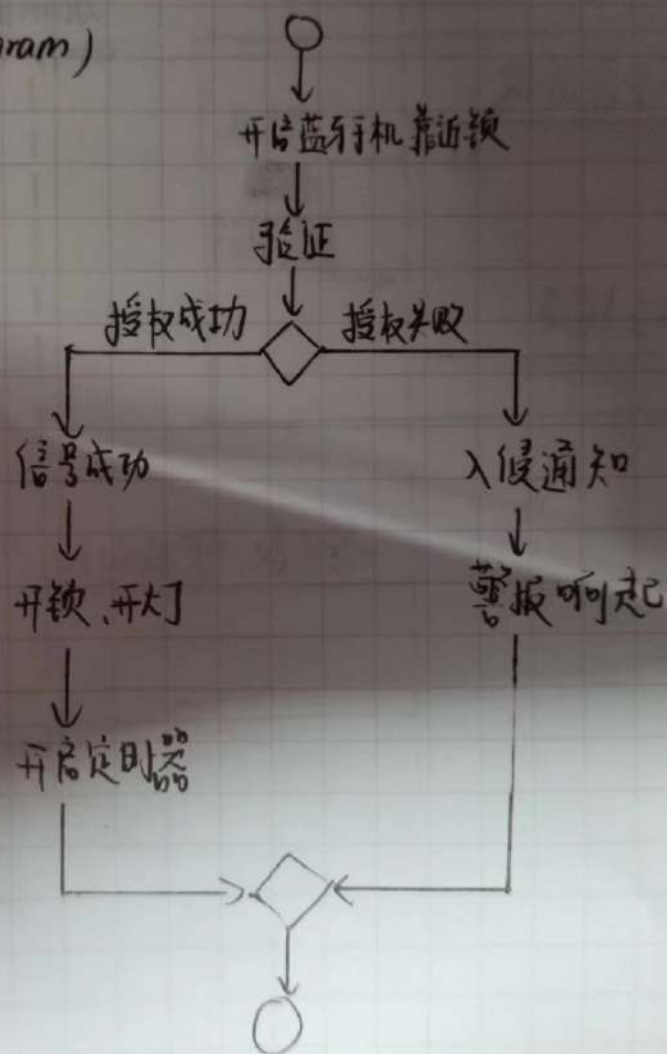 ram)
开启蓝牙手机靠近锁
验证
授权成功
授权失败
信号成功
入侵通知
开锁、开灯
警报响起
开启定时器